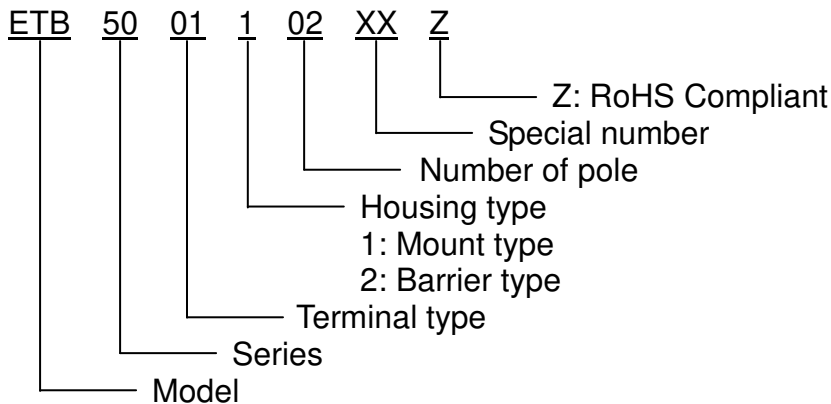 ETB 50 01 1 02 XX Z
Z: RoHS Compliant
Special number
Number of pole
Housing type
1: Mount type
2: Barrier type
Terminal type
Series
Model